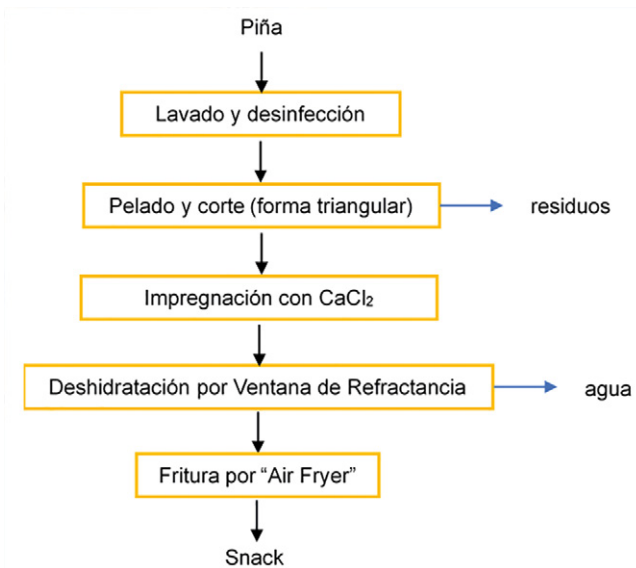 Piña
Lavado y desinfección
Pelado y corte (forma triangular)
residuos
Impregnación con CaCl₂
Deshidratación por Ventana de Refractancia
agua
Fritura por “Air Fryer”
Snack